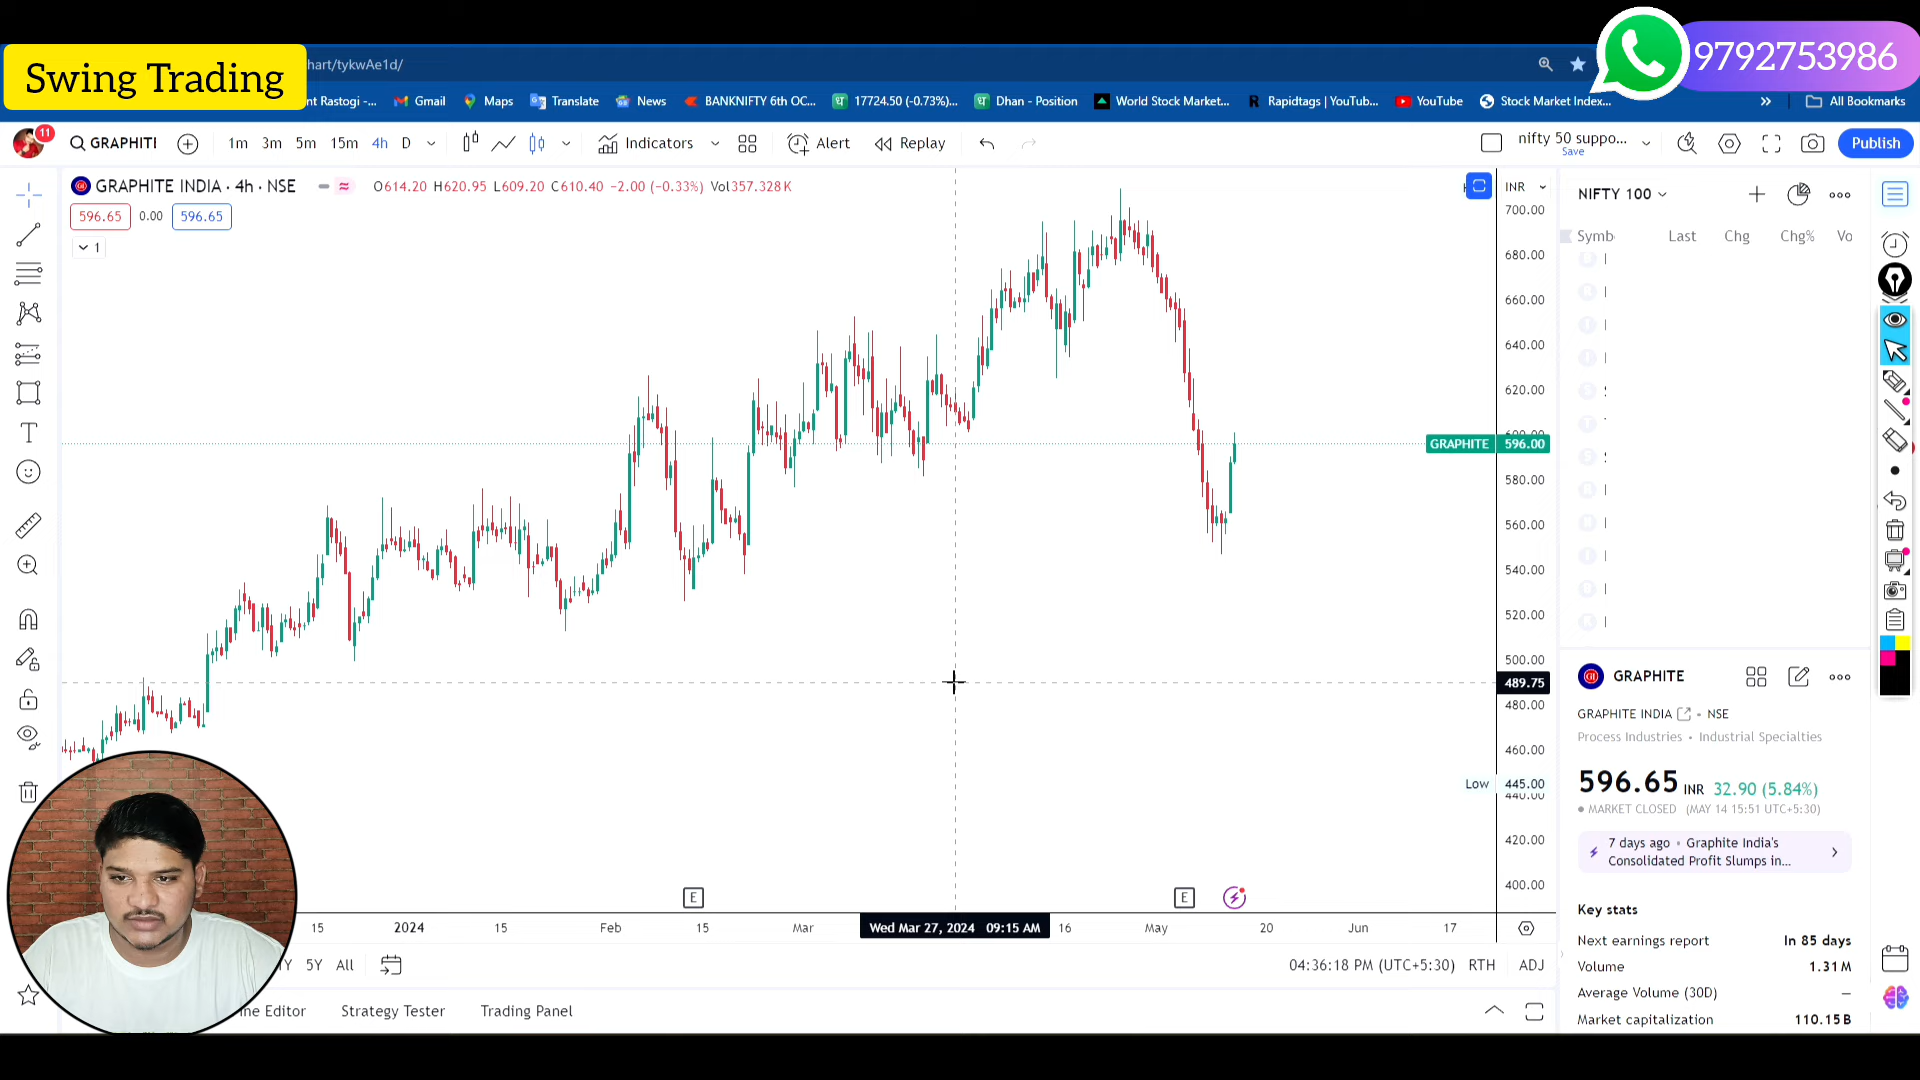 Swing Trading
9792753986
hart/tykwAe1d/
nt Rastogi -...
Gmail
Maps
Translate
News
BANKNIFTY 6th OC...
17724.50 (-0.73%)...
Dhan - Position
World Stock Market...
Rapidtags | YouTub...
YouTube
Stock Market Index...
»
All Bookmarks
11
GRAPHITI
1m 3m 5m 15m 4h D
Indicators
Alert
Replay
nifty 50 suppo...
Save
Publish
GRAPHITE INDIA · 4h · NSE
O614.20 H620.95 L609.20 C610.40 −2.00 (−0.33%) Vol357.328K
596.65 0.00 596.65
1
INR
700.00
680.00
660.00
640.00
620.00
GRAPHITE 596.00
580.00
560.00
540.00
520.00
500.00
489.75
480.00
460.00
Low 445.00
420.00
400.00
E
E
15 2024 15 Feb 15 Mar Wed Mar 27, 2024 09:15 AM 16 May 20 Jun 17
5Y All
04:36:18 PM (UTC+5:30) RTH ADJ
ne Editor Strategy Tester Trading Panel
NIFTY 100
Symb Last Chg Chg% Vo
GRAPHITE
GRAPHITE INDIA • NSE
Process Industries • Industrial Specialties
596.65 INR 32.90 (5.84%)
MARKET CLOSED (MAY 14 15:51 UTC+5:30)
7 days ago • Graphite India's
Consolidated Profit Slumps in...
Key stats
Next earnings report In 85 days
Volume 1.31M
Average Volume (30D) —
Market capitalization 110.15B